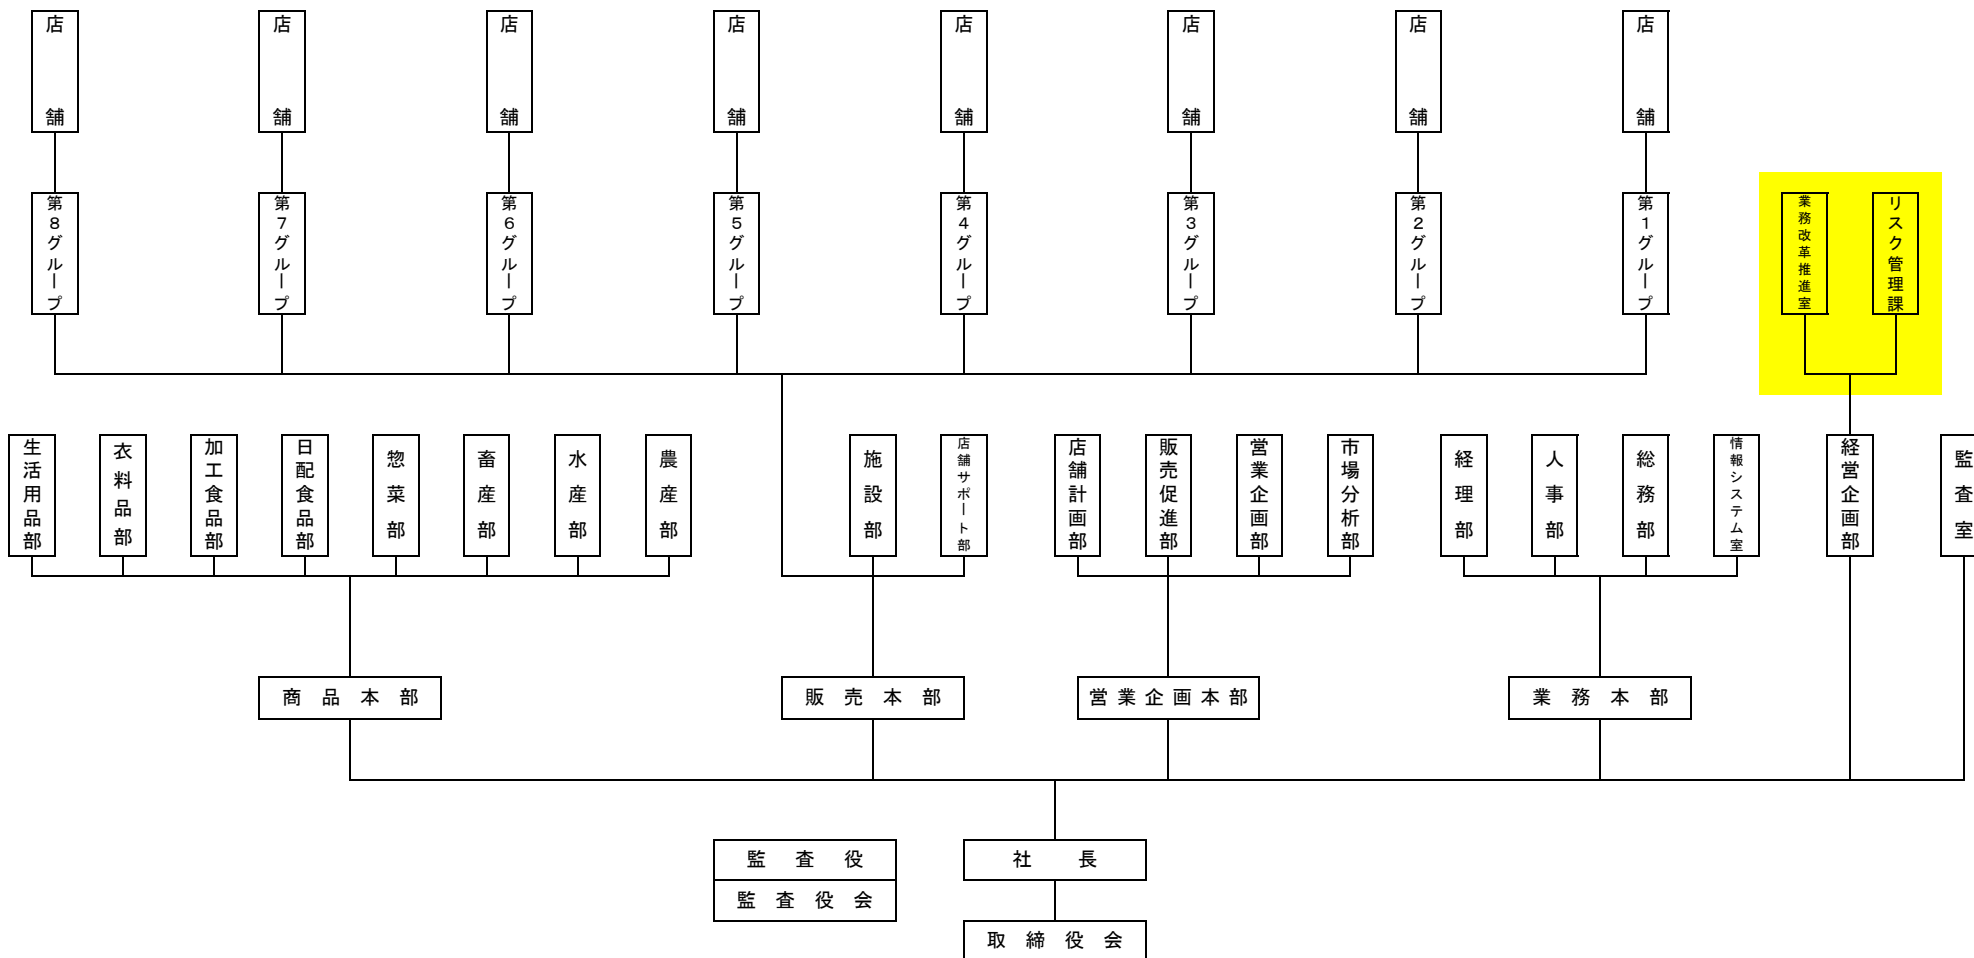 店舗
店舗
店舗
店舗
店舗
店舗
店舗
店舗
第8グループ
第7グループ
第6グループ
第5グループ
第4グループ
第3グループ
第2グループ
第1グループ
業務改革推進室
リスク管理課
生活用品部
衣料品部
加工食品部
日配食品部
惣菜部
畜産部
水産部
農産部
施設部
店舗サポート部
店舗計画部
販売促進部
営業企画部
市場分析部
経理部
人事部
総務部
情報システム室
経営企画部
監査室
商品本部
販売本部
営業企画本部
業務本部
監査役
社長
監査役会
取締役会